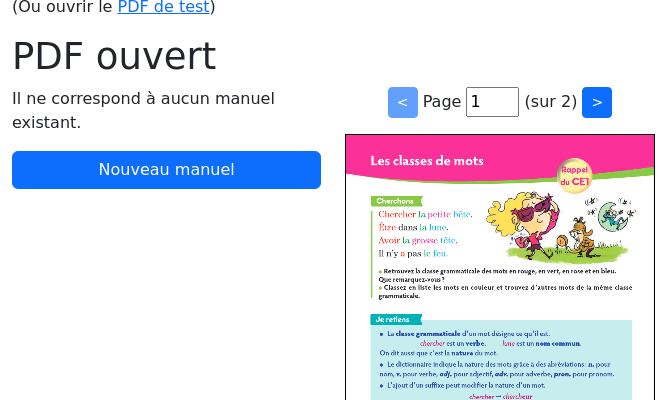 (Ou ouvrir le PDF de test)
PDF ouvert
Il ne correspond à aucun manuel
existant.
Nouveau manuel
< Page 1 (sur 2) >
Les classes de mots
Rappel
du CE1
Cherchons
Chercher la petite bête.
Être dans la lune.
Avoir la grosse tête.
Il n'y a pas le feu.
● Retrouvez la classe grammaticale des mots en rouge, en vert, en rose et en bleu.
Que remarquez-vous ?
● Classez en liste les mots en couleur et trouvez d'autres mots de la même classe
grammaticale.
Je retiens
● La classe grammaticale d'un mot désigne ce qu'il est.
chercher est un verbe. lune est un nom commun.
On dit aussi que c'est la nature du mot.
● Le dictionnaire indique la nature des mots grâce à des abréviations : n. pour
nom, v. pour verbe, adj. pour adjectif, adv. pour adverbe, pron. pour pronom.
● L'ajout d'un suffixe peut modifier la nature d'un mot.
chercher → chercheur